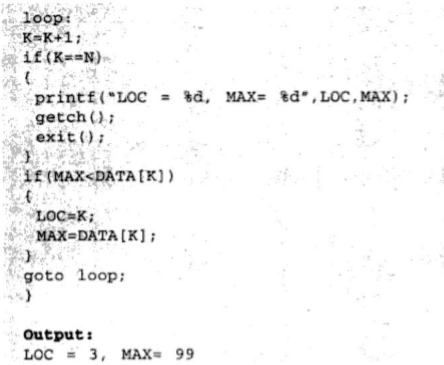 loop:
K=K+1;
if(K==N)
{
printf("LOC = %d, MAX= %d",LOC,MAX);
getch();
exit();
}
if(MAX<DATA[K])
{
LOC=K;
MAX=DATA[K];
}
goto loop;
}
Output:
LOC = 3, MAX= 99